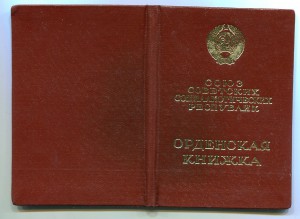 СОЮЗ
СОВЕТСКИХ
СОЦИАЛИСТИЧЕСКИХ
РЕСПУБЛИК
ОРДЕНСКАЯ
КНИЖКА